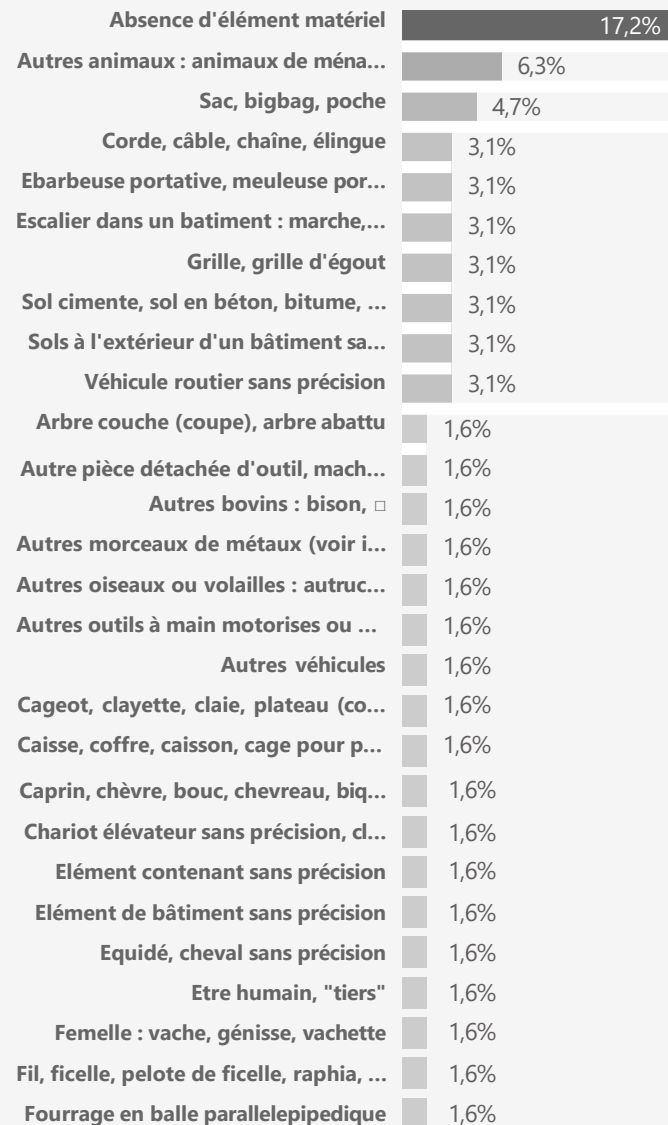 Absence d'élément matériel 17,2%
Autres animaux : animaux de ména… 6,3%
Sac, bigbag, poche 4,7%
Corde, câble, chaîne, élingue 3,1%
Ebarbeuse portative, meuleuse por… 3,1%
Escalier dans un batiment : marche,… 3,1%
Grille, grille d'égout 3,1%
Sol cimente, sol en béton, bitume, … 3,1%
Sols à l'extérieur d'un bâtiment sa… 3,1%
Véhicule routier sans précision 3,1%
Arbre couche (coupe), arbre abattu 1,6%
Autre pièce détachée d'outil, mach… 1,6%
Autres bovins : bison, □ 1,6%
Autres morceaux de métaux (voir i… 1,6%
Autres oiseaux ou volailles : autruc… 1,6%
Autres outils à main motorises ou … 1,6%
Autres véhicules 1,6%
Cageot, clayette, claie, plateau (co… 1,6%
Caisse, coffre, caisson, cage pour p… 1,6%
Caprin, chèvre, bouc, chevreau, biq… 1,6%
Chariot élévateur sans précision, cl… 1,6%
Elément contenant sans précision 1,6%
Elément de bâtiment sans précision 1,6%
Equidé, cheval sans précision 1,6%
Etre humain, "tiers" 1,6%
Femelle : vache, génisse, vachette 1,6%
Fil, ficelle, pelote de ficelle, raphia, … 1,6%
Fourrage en balle parallelepipedique 1,6%